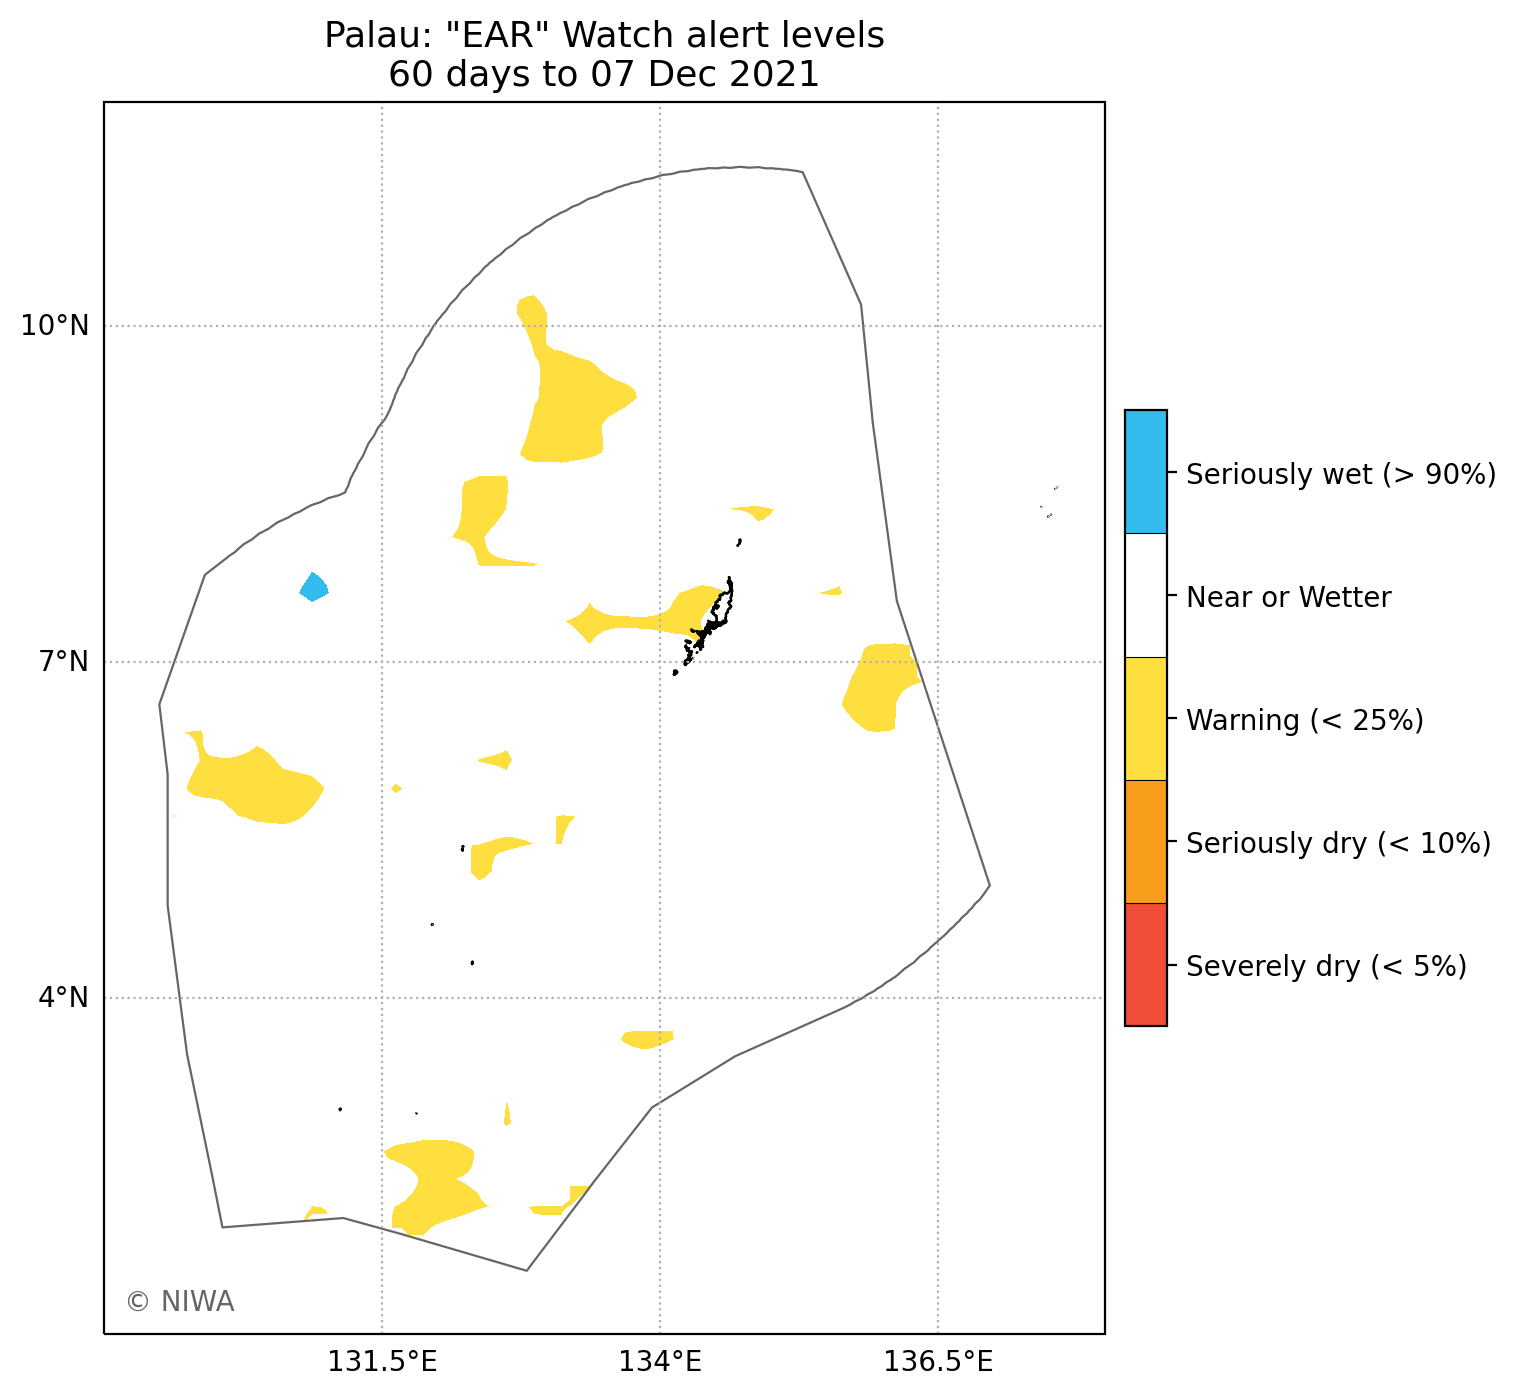 Palau: "EAR" Watch alert levels
60 days to 07 Dec 2021
10°N
7°N
4°N
131.5°E
134°E
136.5°E
Seriously wet (> 90%)
Near or Wetter
Warning (< 25%)
Seriously dry (< 10%)
Severely dry (< 5%)
© NIWA